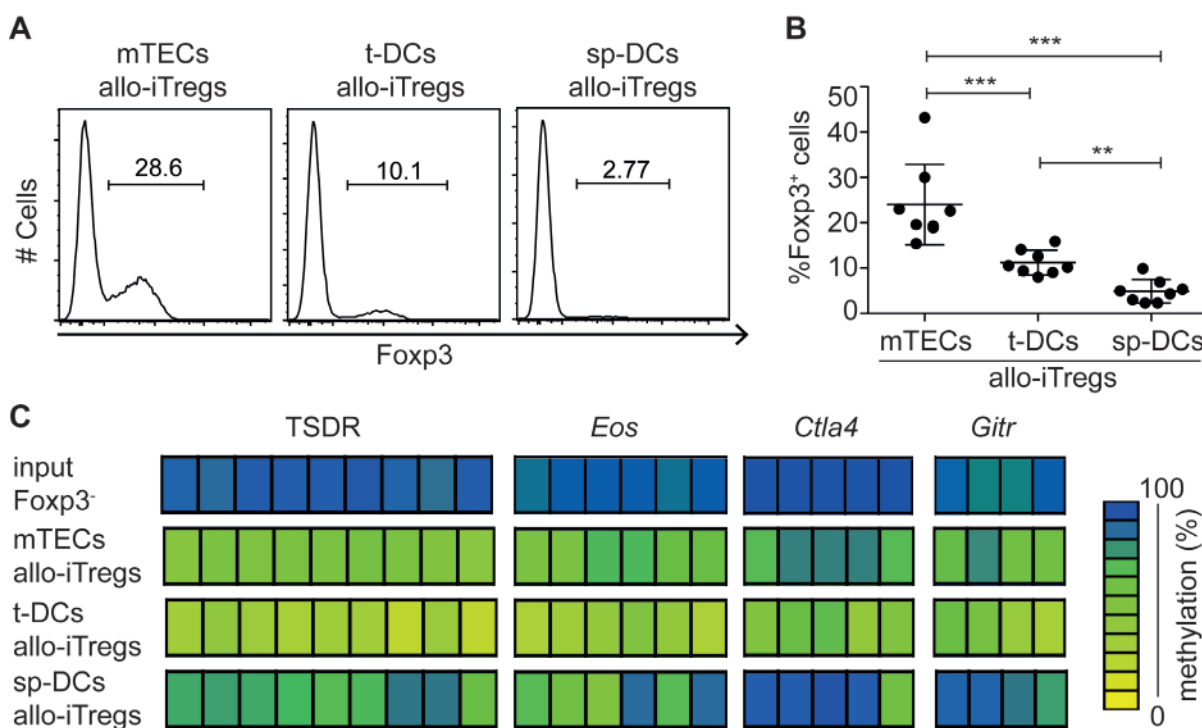 A
mTECs allo-iTregs
t-DCs allo-iTregs
sp-DCs allo-iTregs
28.6
10.1
2.77
# Cells
Foxp3
B
***
***
**
%Foxp3⁺ cells
50
40
30
20
10
0
mTECs t-DCs sp-DCs
allo-iTregs
C
TSDR Eos Ctla4 Gitr
input
Foxp3⁻
mTECs
allo-iTregs
t-DCs
allo-iTregs
sp-DCs
allo-iTregs
100
methylation (%)
0